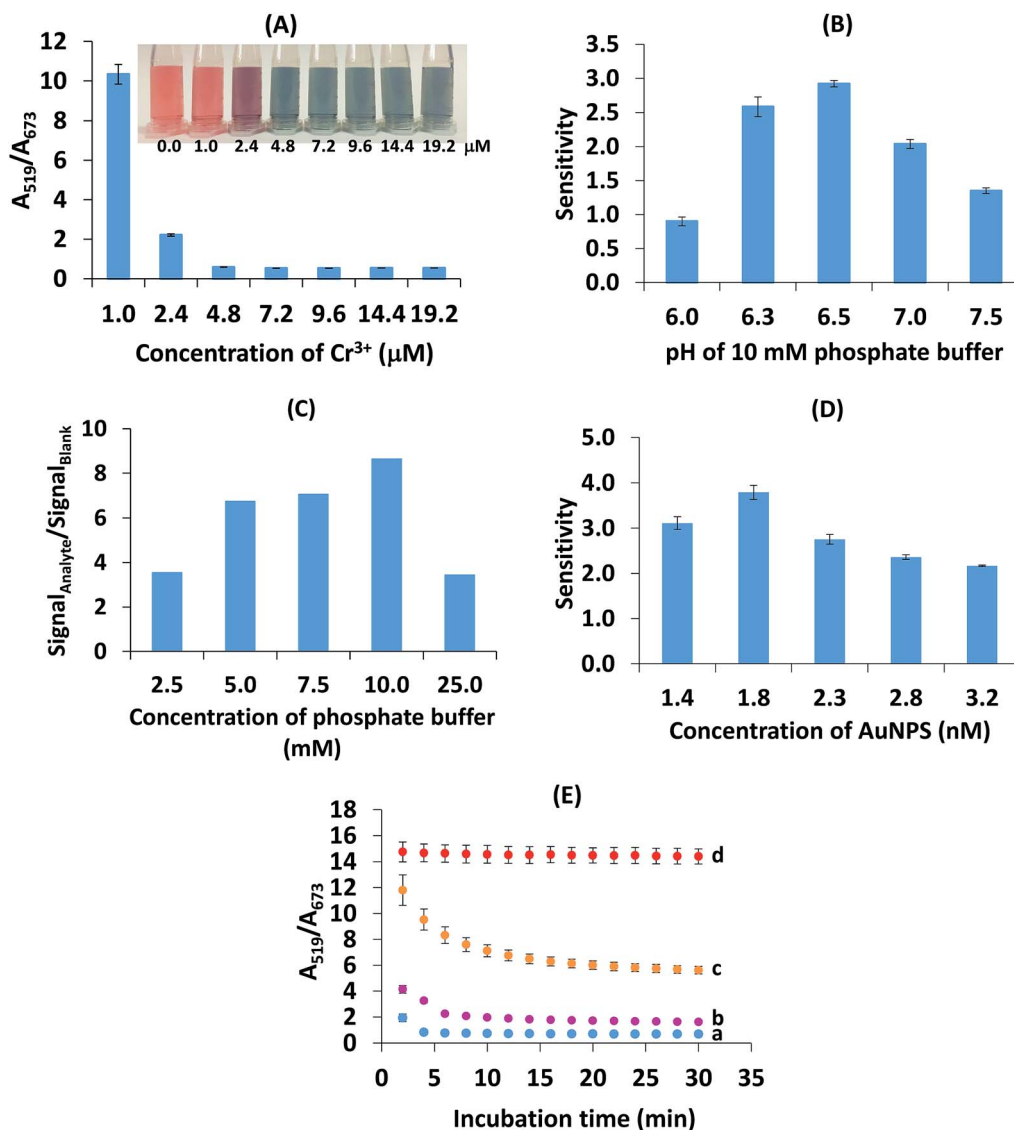 (A)
12
10
8
6
4
2
0
A₅₁₉/A₆₇₃
0.0 1.0 2.4 4.8 7.2 9.6 14.4 19.2 µM
1.0 2.4 4.8 7.2 9.6 14.4 19.2
Concentration of Cr³⁺ (µM)
(B)
3.5
3.0
2.5
2.0
1.5
1.0
0.5
0.0
Sensitivity
6.0 6.3 6.5 7.0 7.5
pH of 10 mM phosphate buffer
(C)
10
8
6
4
2
0
Signal_Analyte/Signal_Blank
2.5 5.0 7.5 10.0 25.0
Concentration of phosphate buffer
(mM)
(D)
5.0
4.0
3.0
2.0
1.0
0.0
Sensitivity
1.4 1.8 2.3 2.8 3.2
Concentration of AuNPS (nM)
(E)
18
16
14
12
10
8
6
4
2
0
A₅₁₉/A₆₇₃
d
c
b
a
0 5 10 15 20 25 30 35
Incubation time (min)